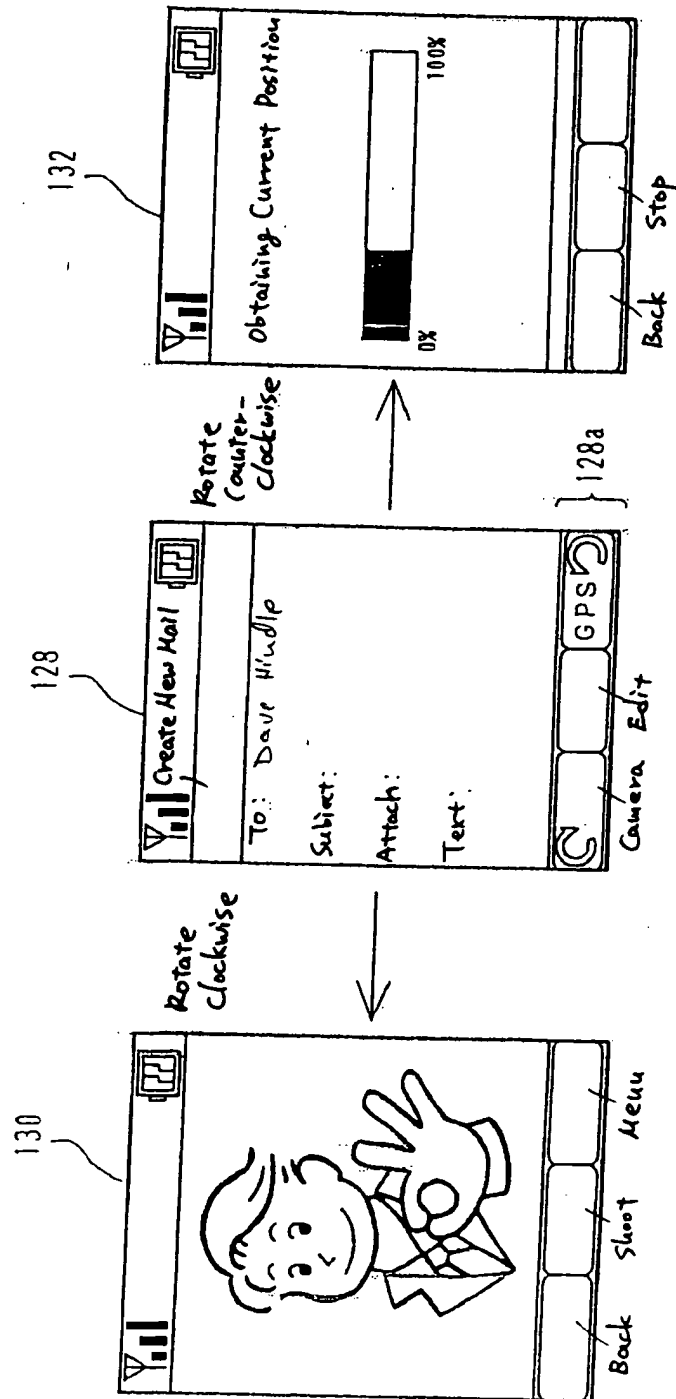 130
Back
Shoot
Menu
Rotate
Clockwise
128
Create New Mail
To: Dave Hindle
Subject:
Attach:
Text:
GPS
Camera
Edit
128a
Rotate
Counter-
Clockwise
132
Obtaining Current Position
0%
100%
Back
Stop